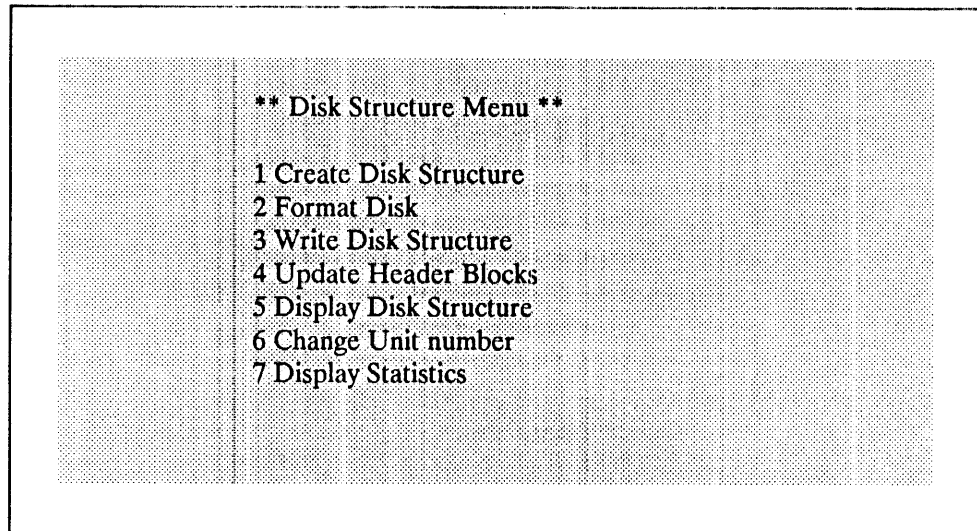 ** Disk Structure Menu **
1 Create Disk Structure
2 Format Disk
3 Write Disk Structure
4 Update Header Blocks
5 Display Disk Structure
6 Change Unit number
7 Display Statistics